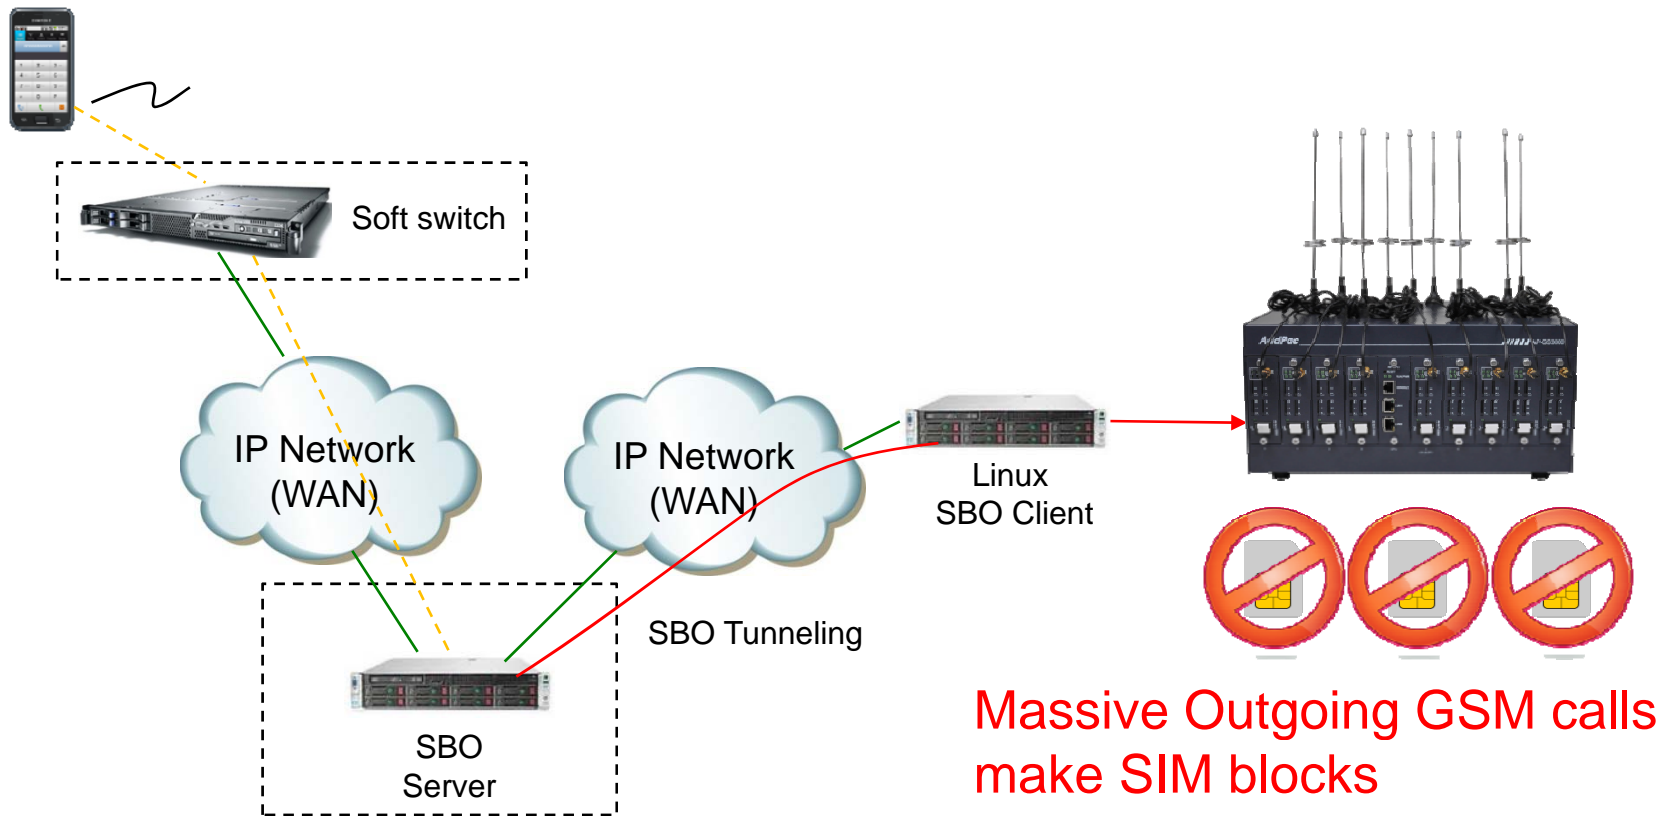 Soft switch
IP Network
(WAN)
IP Network
(WAN)
Linux
SBO Client
SBO Tunneling
SBO
Server
Massive Outgoing GSM calls
make SIM blocks